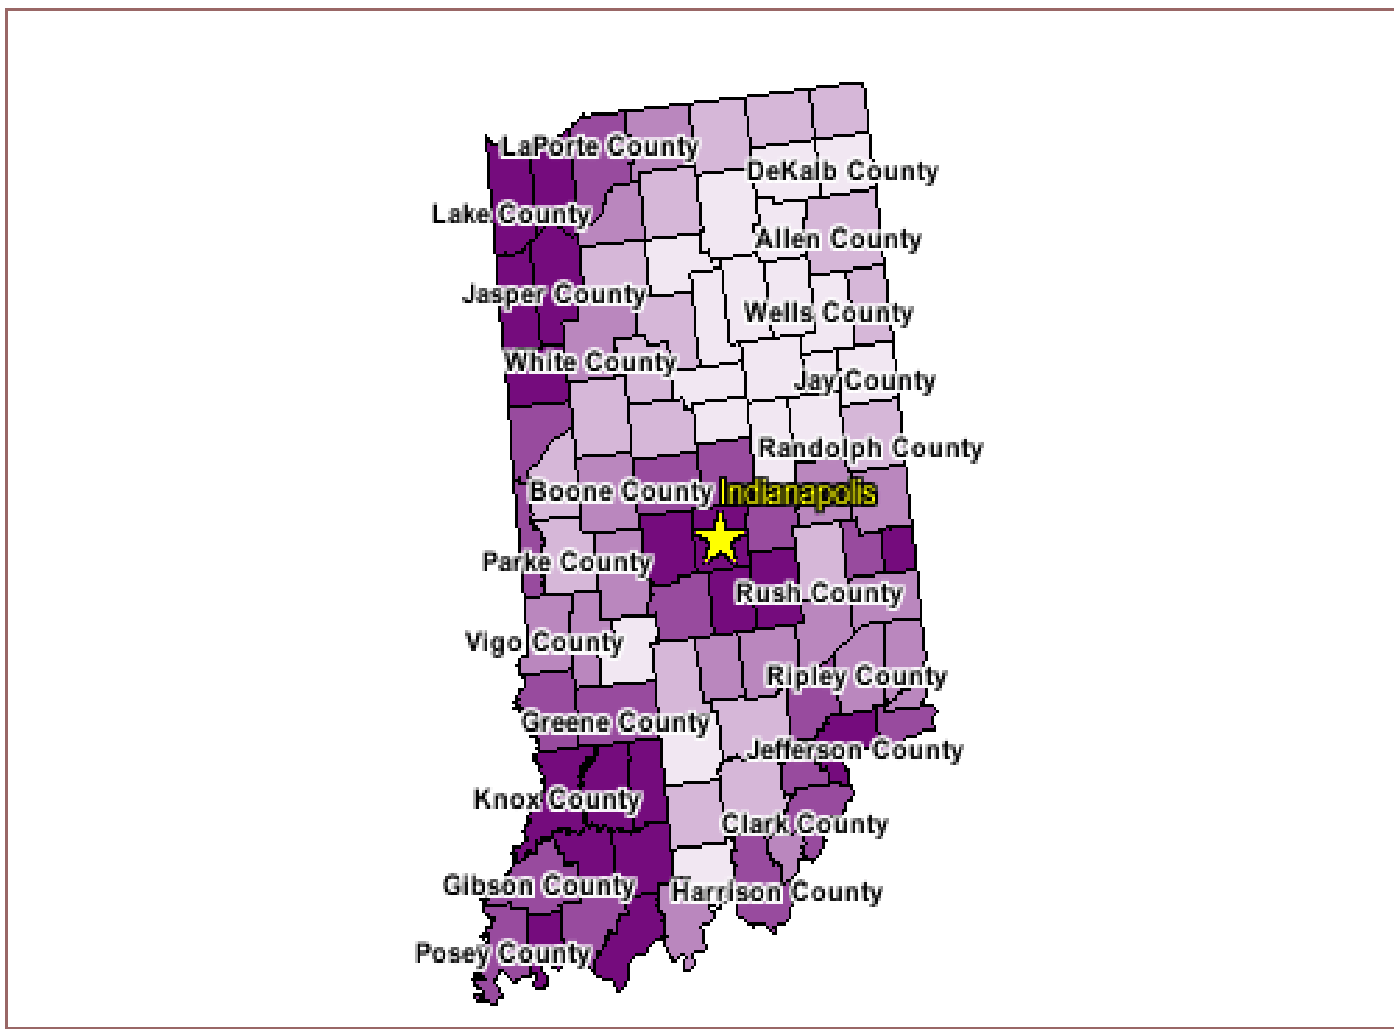 LaPorte County
DeKalb County
Lake County
Allen County
Jasper County
Wells County
White County
Jay County
Randolph County
Boone County
Indianapolis
Parke County
Rush County
Vigo County
Ripley County
Greene County
Jefferson County
Knox County
Clark County
Gibson County
Harrison County
Posey County